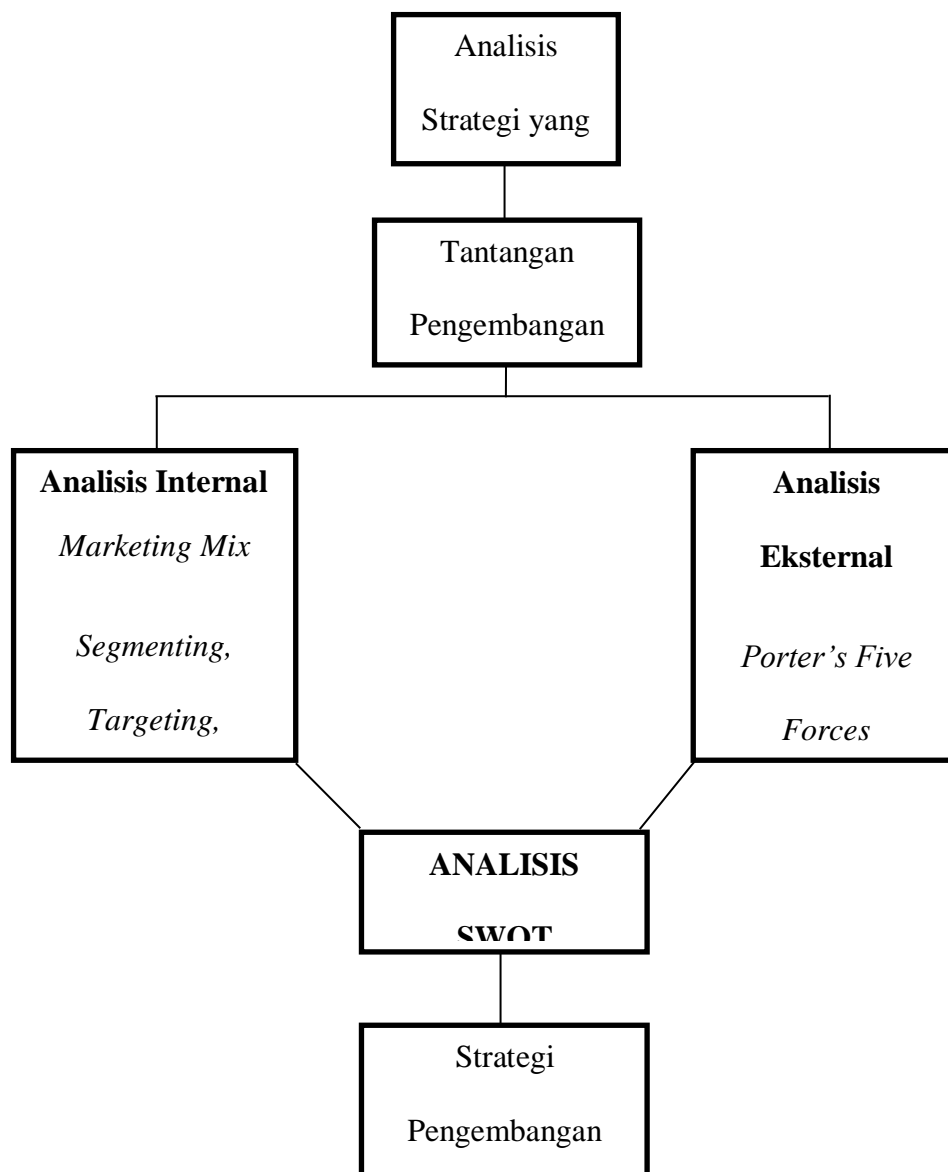 Analisis
Strategi yang
Tantangan
Pengembangan
Analisis Internal
Marketing Mix
Segmenting,
Targeting,
Analisis
Eksternal
Porter’s Five
Forces
ANALISIS
SWOT
Strategi
Pengembangan